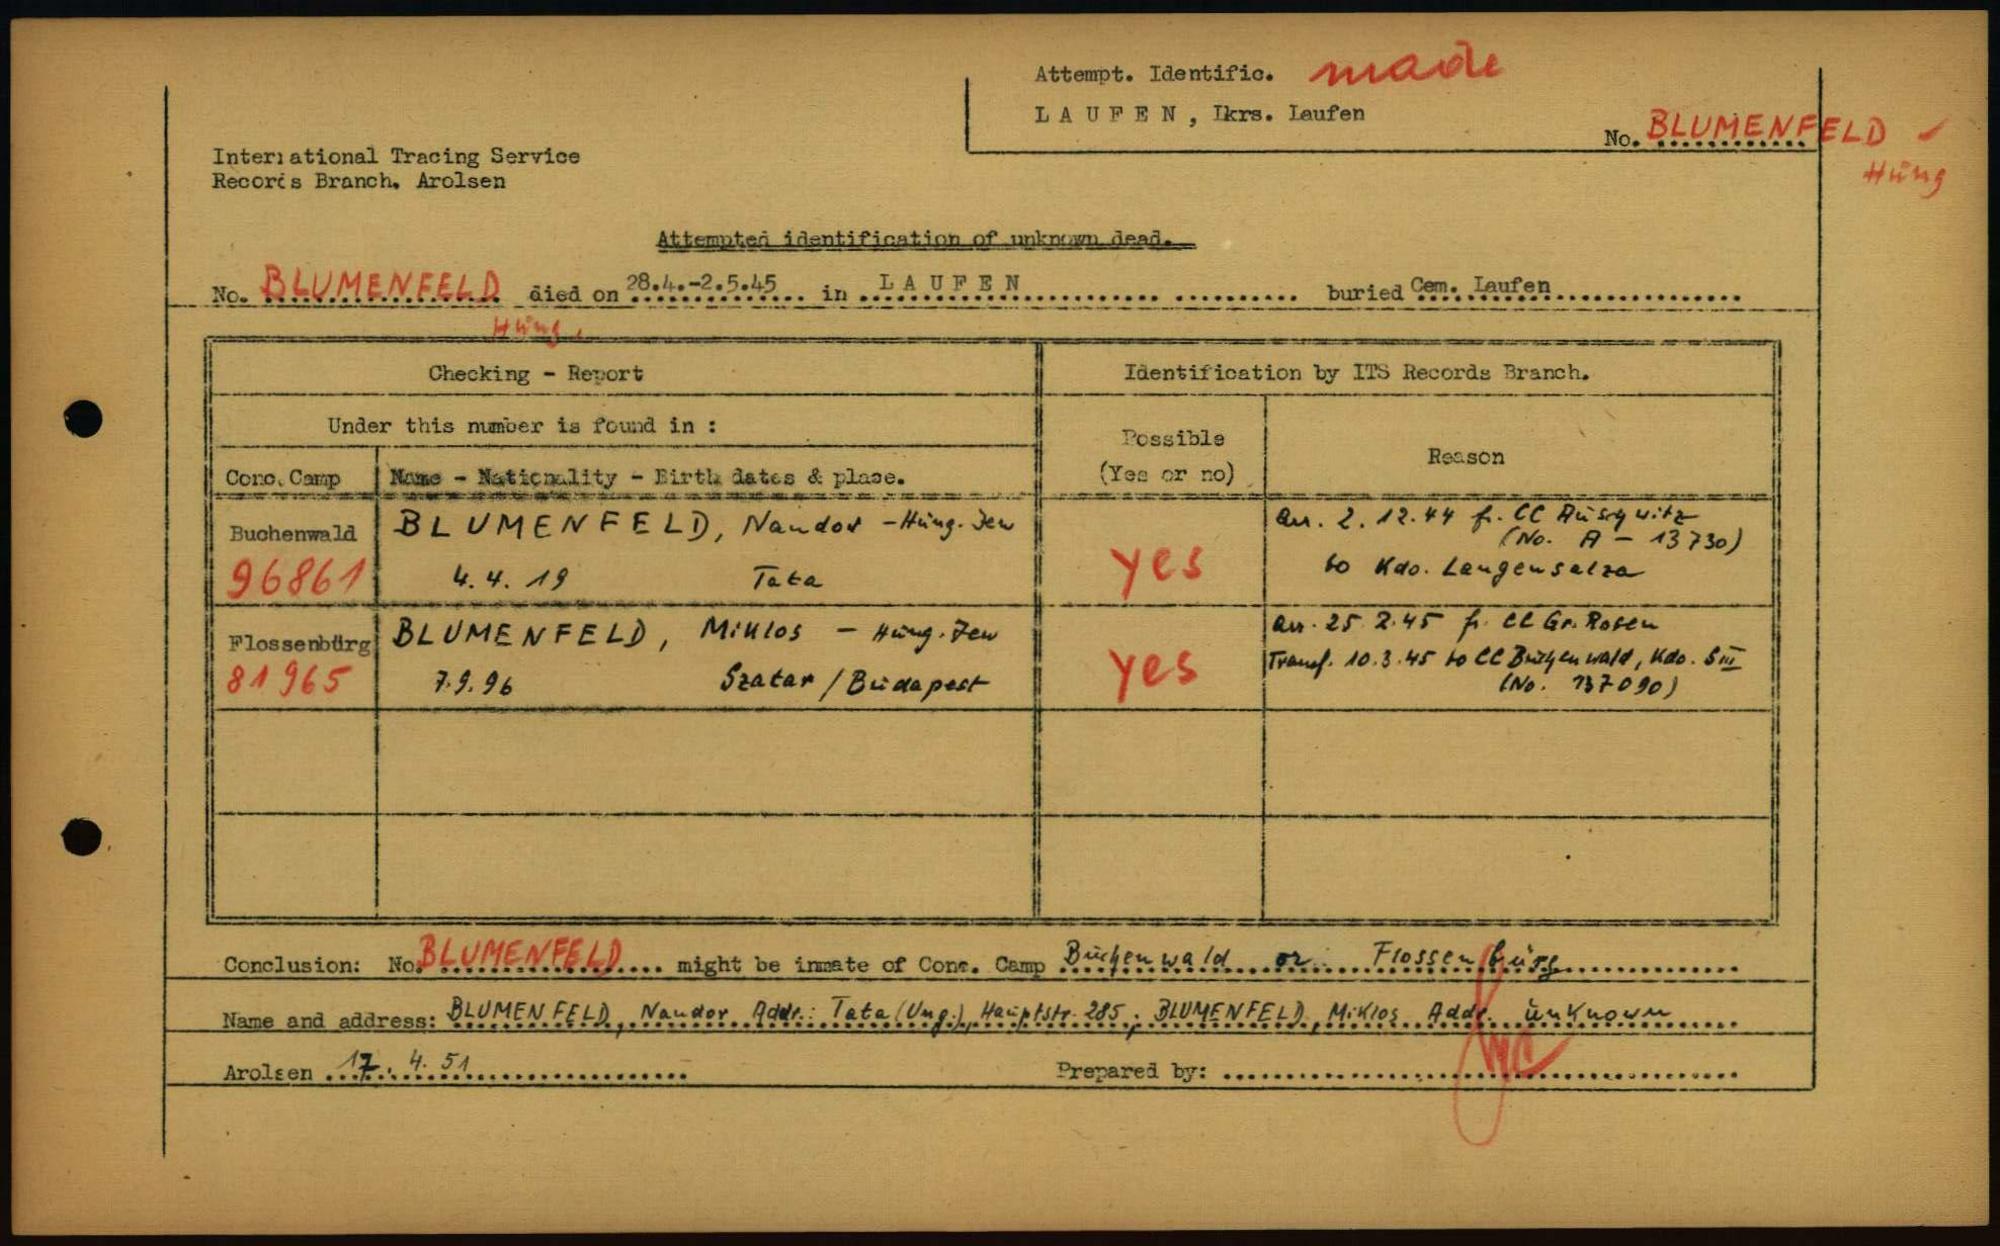 Attempt. Identific. made
LAUFEN, Lkrs. Laufen
No. BLUMENFELD
Hung
International Tracing Service
Records Branch. Arolsen
Attempted identification of unknown dead.
No. BLUMENFELD died on 28.4.-2.5.45 in LAUFEN buried Cem. Laufen
Hung.
Checking - Report
Identification by ITS Records Branch.
Under this number is found in :
Possible
(Yes or no)
Reason
Conc. Camp
Name - Nationality - Birth dates & place.
Buchenwald
96861
BLUMENFELD, Nandor - Hung. Jew
4.4.19 Tata
yes
arr. 2.12.44 fr. CC Auschwitz
(No. A - 13730)
to Kdo. Langensalza
Flossenbürg
81965
BLUMENFELD, Miklos - Hung. Jew
7.9.96 Szatar / Budapest
yes
arr. 25.2.45 fr. CC Gr. Rosen
Transf. 10.3.45 to CC Buchenwald, Kdo. SIII
(No. 137090)
Conclusion: No. BLUMENFELD might be inmate of Conc. Camp Buchenwald or Flossenbürg
Name and address: BLUMENFELD, Nandor Addr.: Tata (Ung.), Hauptstr. 285; BLUMENFELD, Miklos Addr. unknown
Arolsen 17.4.51
Prepared by: